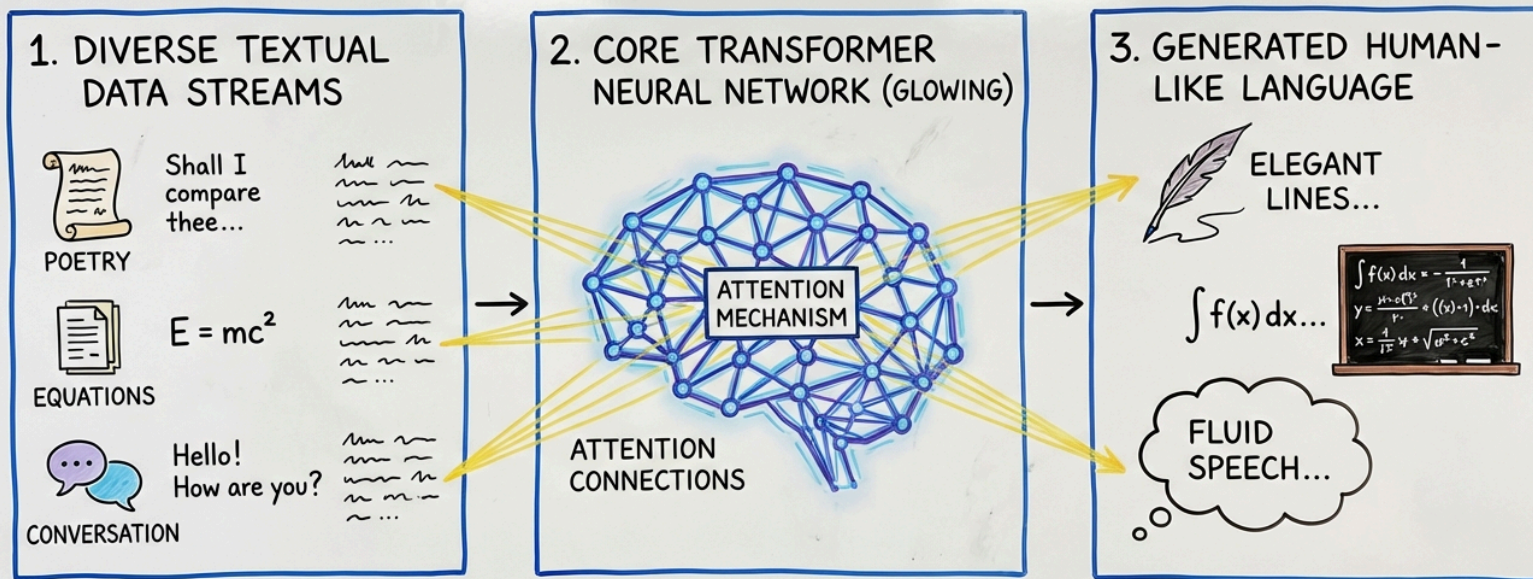 1. DIVERSE TEXTUAL
DATA STREAMS
Shall I
compare
thee...
POETRY
E = mc²
EQUATIONS
Hello!
How are you?
CONVERSATION
2. CORE TRANSFORMER
NEURAL NETWORK (GLOWING)
ATTENTION
MECHANISM
ATTENTION
CONNECTIONS
3. GENERATED HUMAN-
LIKE LANGUAGE
ELEGANT
LINES...
∫ f(x) dx...
∫ f(x) dx = -
FLUID
SPEECH...